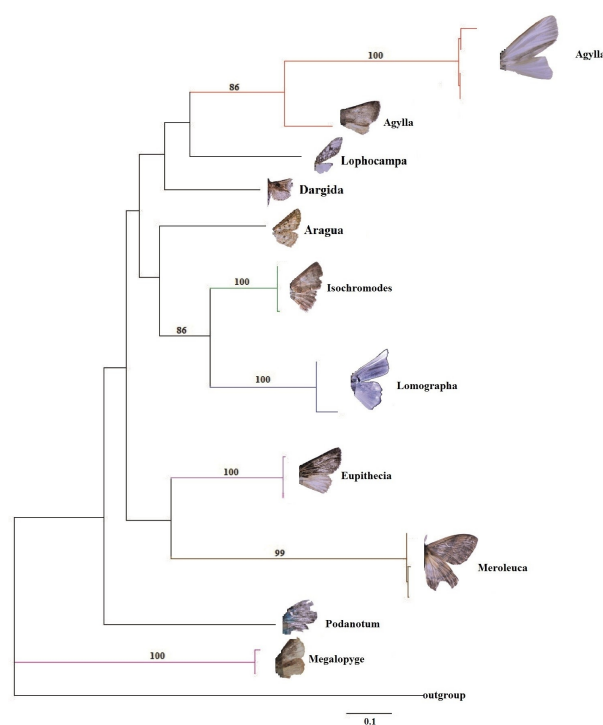 100
Agylla
86
Agylla
Lophocampa
Dargida
Aragua
100
Isochromodes
86
100
Lomographa
100
Eupithecia
99
Meroleuca
Podanotum
100
Megalopyge
outgroup
0.1